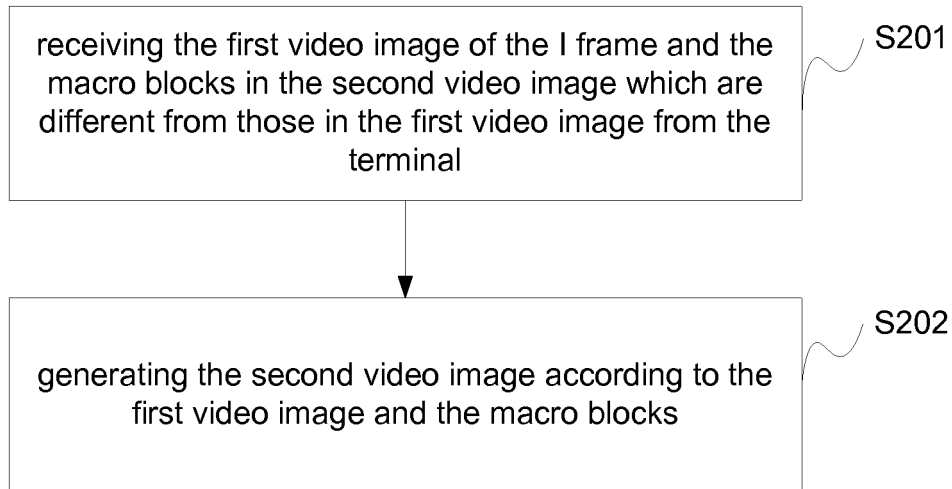 receiving the first video image of the I frame and the
macro blocks in the second video image which are
different from those in the first video image from the
terminal
S201
generating the second video image according to the
first video image and the macro blocks
S202